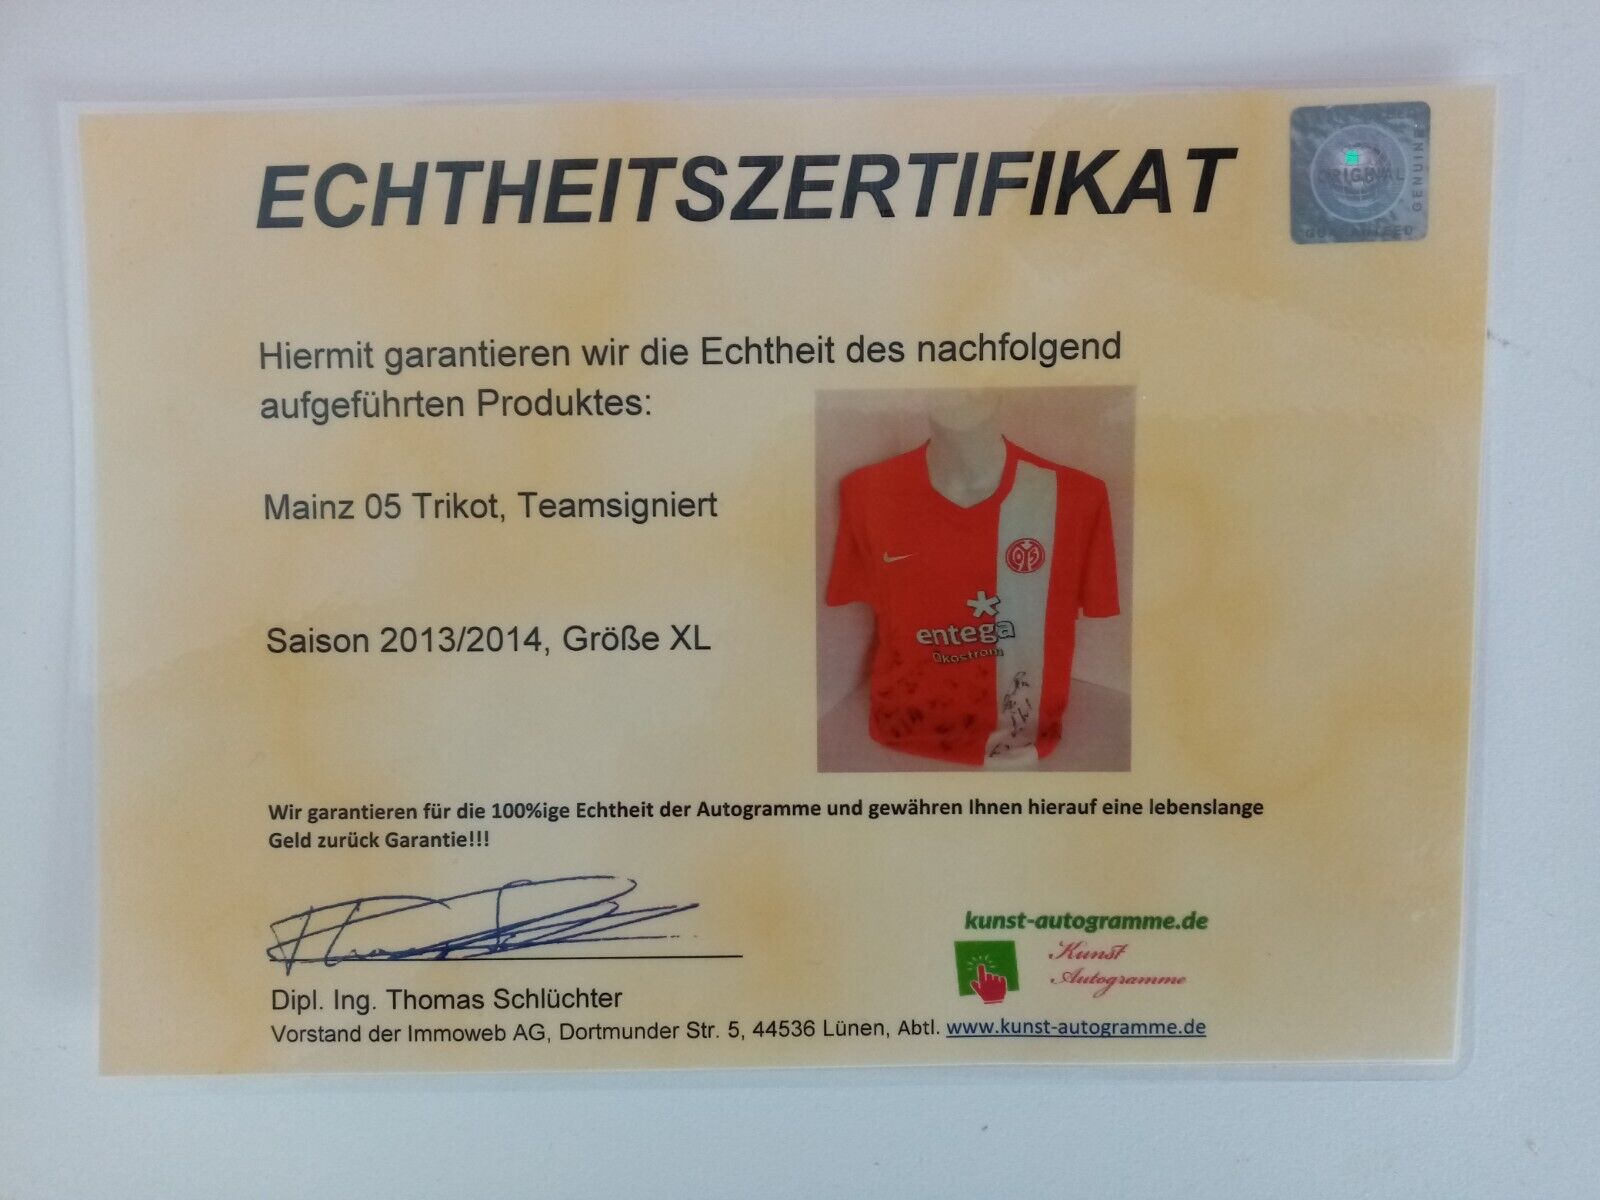 ECHTHEITSZERTIFIKAT
ORIGINAL
GENUINE
GUARANTEED
Hiermit garantieren wir die Echtheit des nachfolgend
aufgeführten Produktes:
Mainz 05 Trikot, Teamsigniert
Saison 2013/2014, Größe XL
entega
Ökostrom
Wir garantieren für die 100%ige Echtheit der Autogramme und gewähren Ihnen hierauf eine lebenslange
Geld zurück Garantie!!!
kunst-autogramme.de
Kunst
Autogramme
Dipl. Ing. Thomas Schlüchter
Vorstand der Immoweb AG, Dortmunder Str. 5, 44536 Lünen, Abtl. www.kunst-autogramme.de